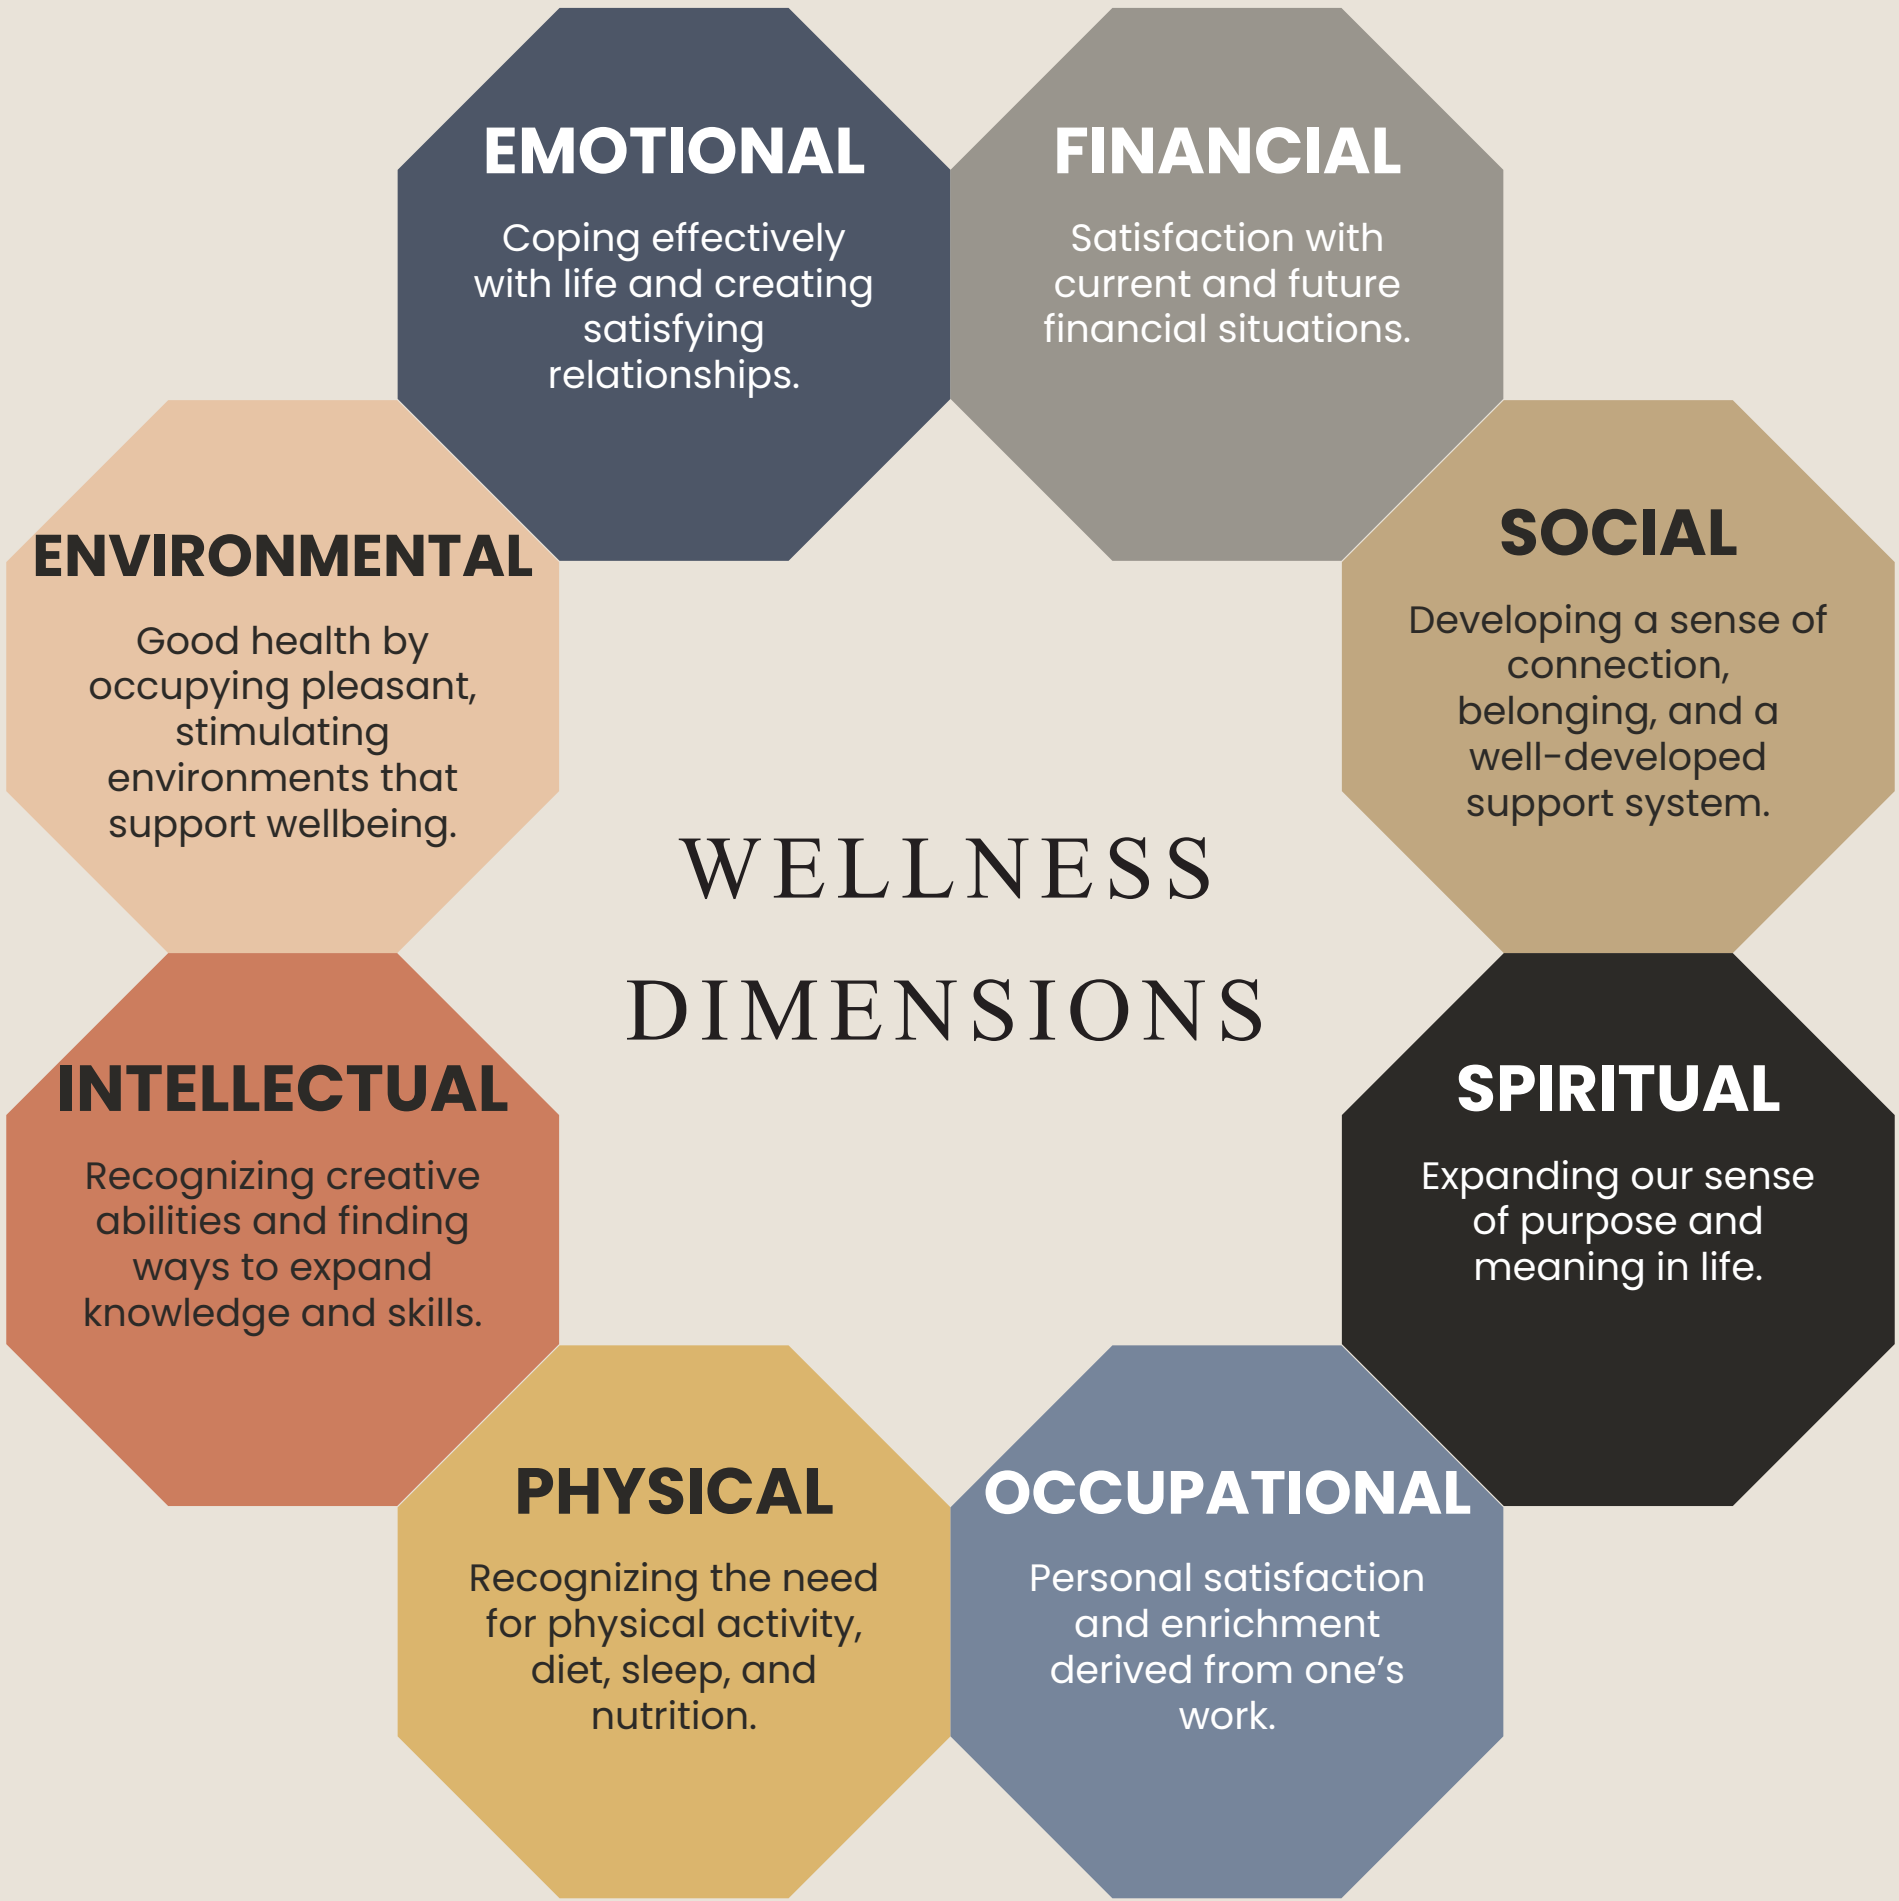 EMOTIONAL
Coping effectively
with life and creating
satisfying
relationships.
FINANCIAL
Satisfaction with
current and future
financial situations.
SOCIAL
Developing a sense of
connection,
belonging, and a
well-developed
support system.
SPIRITUAL
Expanding our sense
of purpose and
meaning in life.
OCCUPATIONAL
Personal satisfaction
and enrichment
derived from one’s
work.
PHYSICAL
Recognizing the need
for physical activity,
diet, sleep, and
nutrition.
INTELLECTUAL
Recognizing creative
abilities and finding
ways to expand
knowledge and skills.
ENVIRONMENTAL
Good health by
occupying pleasant,
stimulating
environments that
support wellbeing.
WELLNESS
DIMENSIONS